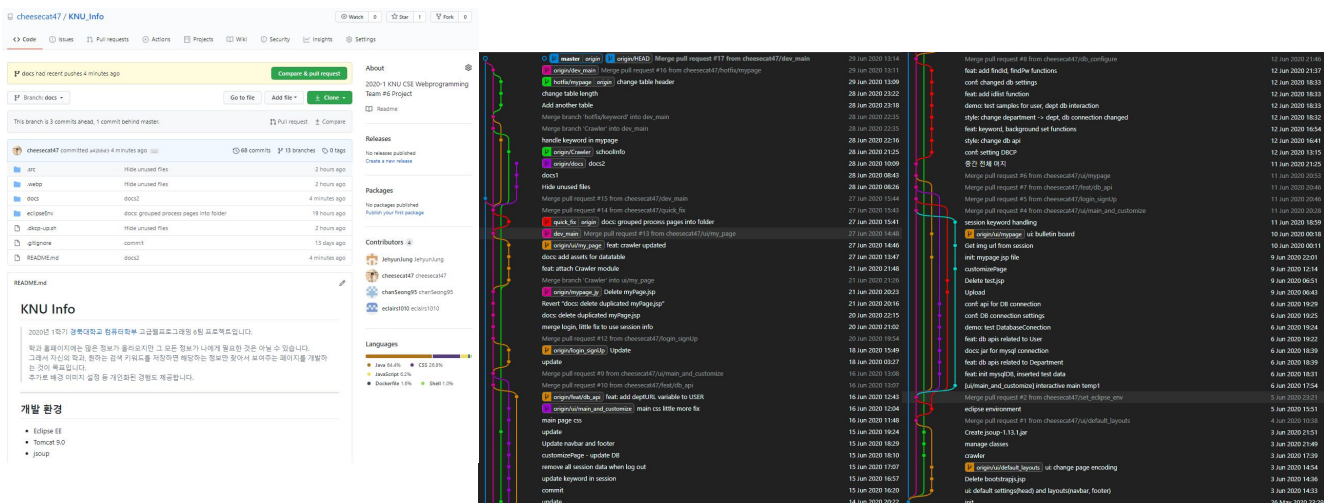 cheesecat47 / KNU_Info
Watch 0 Star 1 Fork 0
Code Issues Pull requests Actions Projects Wiki Security Insights Settings
docs had recent pushes 4 minutes ago Compare & pull request
Branch: docs Go to file Add file Clone
This branch is 3 commits ahead, 1 commit behind master. Pull request Compare
cheesecat47 committed 4 minutes ago 68 commits 13 branches 0 tags
.src Hide unused files 2 hours ago
.webp Hide unused files 2 hours ago
docs docs2 4 minutes ago
eclipseEnv docs: grouped process pages into folder 19 hours ago
.dkcp-up.sh Hide unused files 2 hours ago
.gitignore commit 15 days ago
README.md docs2 4 minutes ago
README.md
KNU Info
2020년 1학기 경북대학교 컴퓨터학부 고급웹프로그래밍 6팀 프로젝트입니다.
학과 홈페이지에는 많은 정보가 올라오지만 그 모든 정보가 나에게 필요한 것은 아닐 수 있습니다.
그래서 자신의 학과, 원하는 검색 키워드를 저장하면 해당하는 정보만 찾아서 보여주는 페이지를 개발하
는 것이 목표입니다.
추가로 배경 이미지 설정 등 개인화된 경험도 제공합니다.
개발 환경
Eclipse EE
Tomcat 9.0
jsoup
About
2020-1 KNU CSE Webprogramming
Team #6 Project
Readme
Releases
No releases published
Create a new release
Packages
No packages published
Publish your first package
Contributors 4
JehyunJung JehyunJung
cheesecat47 cheesecat47
chanSeong95 chanSeong95
eclairs1010 eclairs1010
Languages
Java 64.4% CSS 26.8%
JavaScript 6.2%
Dockerfile 1.6% Shell 1.0%
master origin origin/HEAD Merge pull request #17 from cheesecat47/dev_main 29 Jun 2020 13:14
origin/dev_main Merge pull request #16 from cheesecat47/hotfix/mypage 29 Jun 2020 13:11
hotfix/mypage origin change table header 29 Jun 2020 13:09
change table length 28 Jun 2020 23:22
Add another table 28 Jun 2020 23:18
Merge branch 'hotfix/keyword' into dev_main 28 Jun 2020 22:35
Merge branch 'Crawler' into dev_main 28 Jun 2020 22:35
handle keyword in mypage 28 Jun 2020 22:16
origin/Crawler schoolInfo 28 Jun 2020 21:25
origin/docs docs2 28 Jun 2020 10:09
docs1 28 Jun 2020 08:43
Hide unused files 28 Jun 2020 08:26
Merge pull request #15 from cheesecat47/dev_main 27 Jun 2020 15:44
Merge pull request #14 from cheesecat47/quick_fix 27 Jun 2020 15:43
quick_fix origin docs: grouped process pages into folder 27 Jun 2020 15:41
dev_main Merge pull request #13 from cheesecat47/ui/my_page 27 Jun 2020 14:48
origin/ui/my_page feat: crawler updated 27 Jun 2020 14:46
docs: add assets for datatable 27 Jun 2020 13:47
feat: attach Crawler module 21 Jun 2020 21:48
Merge branch 'Crawler' into ui/my_page 21 Jun 2020 21:26
origin/mypage_jy Delete myPage.jsp 21 Jun 2020 20:23
Revert "docs: delete duplicated myPage.jsp" 21 Jun 2020 20:16
docs: delete duplicated myPage.jsp 20 Jun 2020 22:15
merge login, little fix to use session info 20 Jun 2020 21:02
Merge pull request #12 from cheesecat47/login_signUp 20 Jun 2020 19:54
origin/login_signUp Update 18 Jun 2020 15:49
update 18 Jun 2020 00:27
Merge pull request #9 from cheesecat47/ui/main_and_customize 16 Jun 2020 13:08
Merge pull request #10 from cheesecat47/feat/db_api 16 Jun 2020 13:07
origin/feat/db_api feat: add deptURL variable to USER 16 Jun 2020 12:43
origin/ui/main_and_customize main css little more fix 16 Jun 2020 12:04
main page css 16 Jun 2020 11:48
update 15 Jun 2020 19:24
Update navbar and footer 15 Jun 2020 18:29
customizePage - update DB 15 Jun 2020 18:10
remove all session data when log out 15 Jun 2020 17:07
update keyword in session 15 Jun 2020 16:57
commit 15 Jun 2020 16:20
update 14 Jun 2020 20:22
Merge pull request #8 from cheesecat47/db_configure 12 Jun 2020 21:46
feat: add findId, findPw functions 12 Jun 2020 21:37
conf: changed db settings 12 Jun 2020 18:33
feat: add idlist function 12 Jun 2020 18:33
demo: test samples for user, dept db interaction 12 Jun 2020 18:33
style: change department -> dept, db connection changed 12 Jun 2020 18:32
feat: keyword, background set functions 12 Jun 2020 16:54
style: change db api 12 Jun 2020 16:41
conf: setting DBCP 12 Jun 2020 13:15
중간 전체 머지 11 Jun 2020 21:25
Merge pull request #6 from cheesecat47/ui/mypage 11 Jun 2020 20:53
Merge pull request #7 from cheesecat47/feat/db_api 11 Jun 2020 20:46
Merge pull request #5 from cheesecat47/login_signUp 11 Jun 2020 20:46
Merge pull request #4 from cheesecat47/ui/main_and_customize 11 Jun 2020 20:28
session keyword handling 11 Jun 2020 18:59
origin/ui/mypage ui: bulletin board 10 Jun 2020 00:18
Get img url from session 10 Jun 2020 00:11
init: mypage jsp file 9 Jun 2020 22:01
customizePage 9 Jun 2020 12:14
Delete test.jsp 9 Jun 2020 06:51
Upload 9 Jun 2020 06:43
conf: api for DB connection 6 Jun 2020 19:29
conf: DB connection settings 6 Jun 2020 19:25
demo: test DatabaseConection 6 Jun 2020 19:24
feat: db apis related to User 6 Jun 2020 19:22
docs: jar for mysql connection 6 Jun 2020 18:39
feat: db apis related to Department 6 Jun 2020 18:39
feat: init mysqlDB, inserted test data 6 Jun 2020 18:31
[ui/main_and_customize] interactive main temp1 6 Jun 2020 17:54
Merge pull request #2 from cheesecat47/set_eclipse_env 5 Jun 2020 23:21
eclipse environment 5 Jun 2020 15:51
Merge pull request #1 from cheesecat47/ui/default_layouts 4 Jun 2020 10:38
Create jsoup-1.13.1.jar 3 Jun 2020 21:51
manage classes 3 Jun 2020 21:49
crawler 3 Jun 2020 17:39
origin/ui/default_layouts ui: change page encoding 3 Jun 2020 14:54
Delete bootstrapjs.jsp 3 Jun 2020 14:36
ui: default settings(head) and layouts(navbar, footer) 3 Jun 2020 14:33
init 26 May 2020 23:29